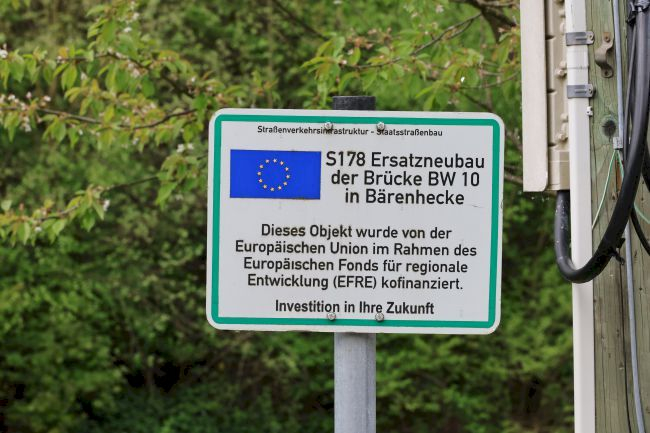 Straßenverkehrsinfrastruktur - Staatsstraßenbau
S178 Ersatzneubau
der Brücke BW 10
in Bärenhecke
Dieses Objekt wurde von der
Europäischen Union im Rahmen des
Europäischen Fonds für regionale
Entwicklung (EFRE) kofinanziert.
Investition in Ihre Zukunft